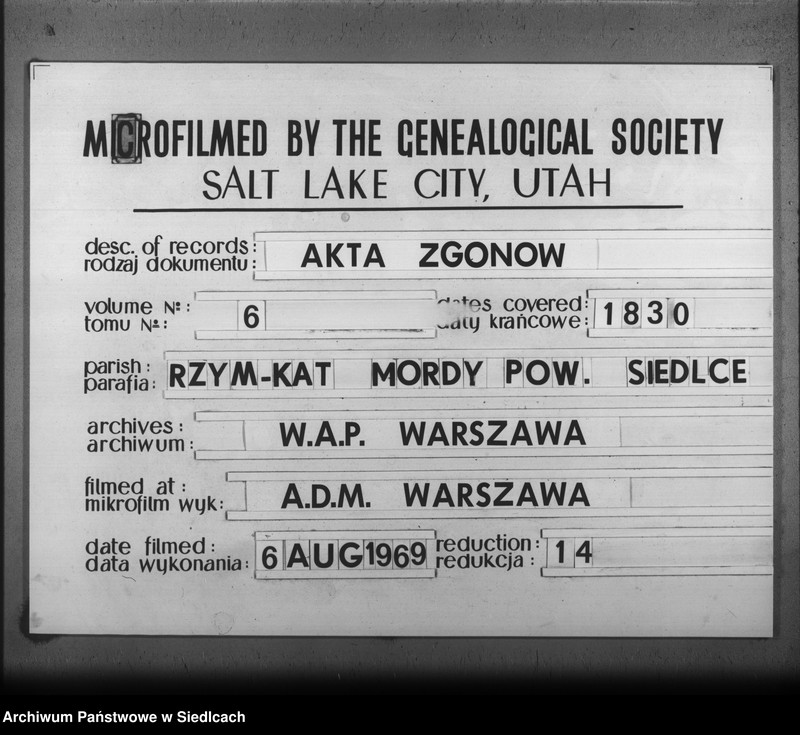 MICROFILMED BY THE GENEALOGICAL SOCIETY
SALT LAKE CITY, UTAH
desc. of records: AKTA ZGONOW
rodzaj dokumentu:
volume №: 6 dates covered: 1830
tomu №: daty krańcowe:
parish: RZYM-KAT MORDY POW. SIEDLCE
parafia:
archives: W.A.P. WARSZAWA
archiwum:
filmed at: A.D.M. WARSZAWA
mikrofilm wyk:
date filmed: 6 AUG 1969 reduction: 14
data wykonania: redukcja:
Archiwum Państwowe w Siedlcach